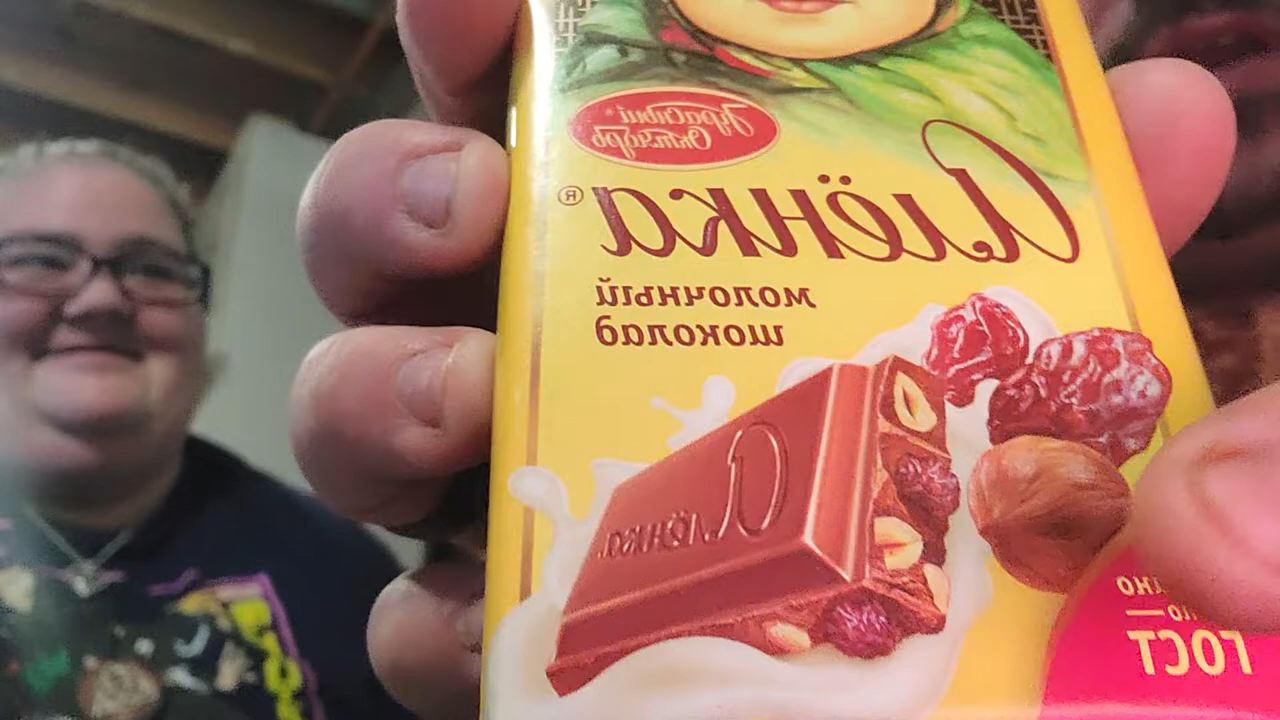 Красный
Октябрь
Алёнка®
молочный
шоколад
Алёнка
ГОСТ